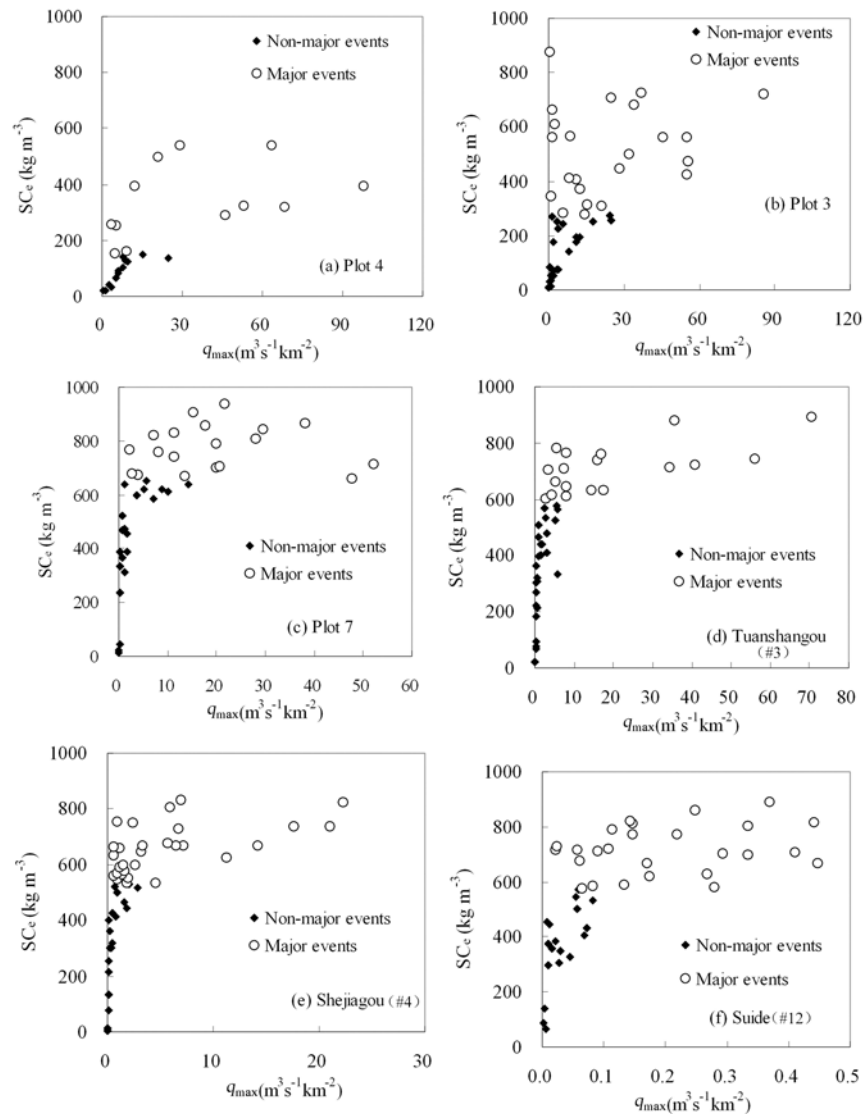 1000
800
600
400
200
0
SCe (kg m-3)
◆ Non-major events
○ Major events
(a) Plot 4
0 30 60 90 120
qmax(m3s-1km-2)
1000
800
600
400
200
0
SCe (kg m-3)
◆ Non-major events
○ Major events
(b) Plot 3
0 30 60 90 120
qmax(m3s-1km-2)
1000
800
600
400
200
0
SCe (kg m-3)
◆ Non-major events
○ Major events
(c) Plot 7
0 10 20 30 40 50 60
qmax(m3s-1km-2)
1000
800
600
400
200
0
SCe (kg m-3)
◆ Non-major events
○ Major events
(d) Tuanshangou
(#3)
0 10 20 30 40 50 60 70 80
qmax(m3s-1km-2)
1000
800
600
400
200
0
SCe (kg m-3)
◆ Non-major events
○ Major events
(e) Shejiagou (#4)
0 10 20 30
qmax(m3s-1km-2)
1000
800
600
400
200
0
SCe (kg m-3)
◆ Non-major events
○ Major events
(f) Suide (#12)
0.0 0.1 0.2 0.3 0.4 0.5
qmax(m3s-1km-2)